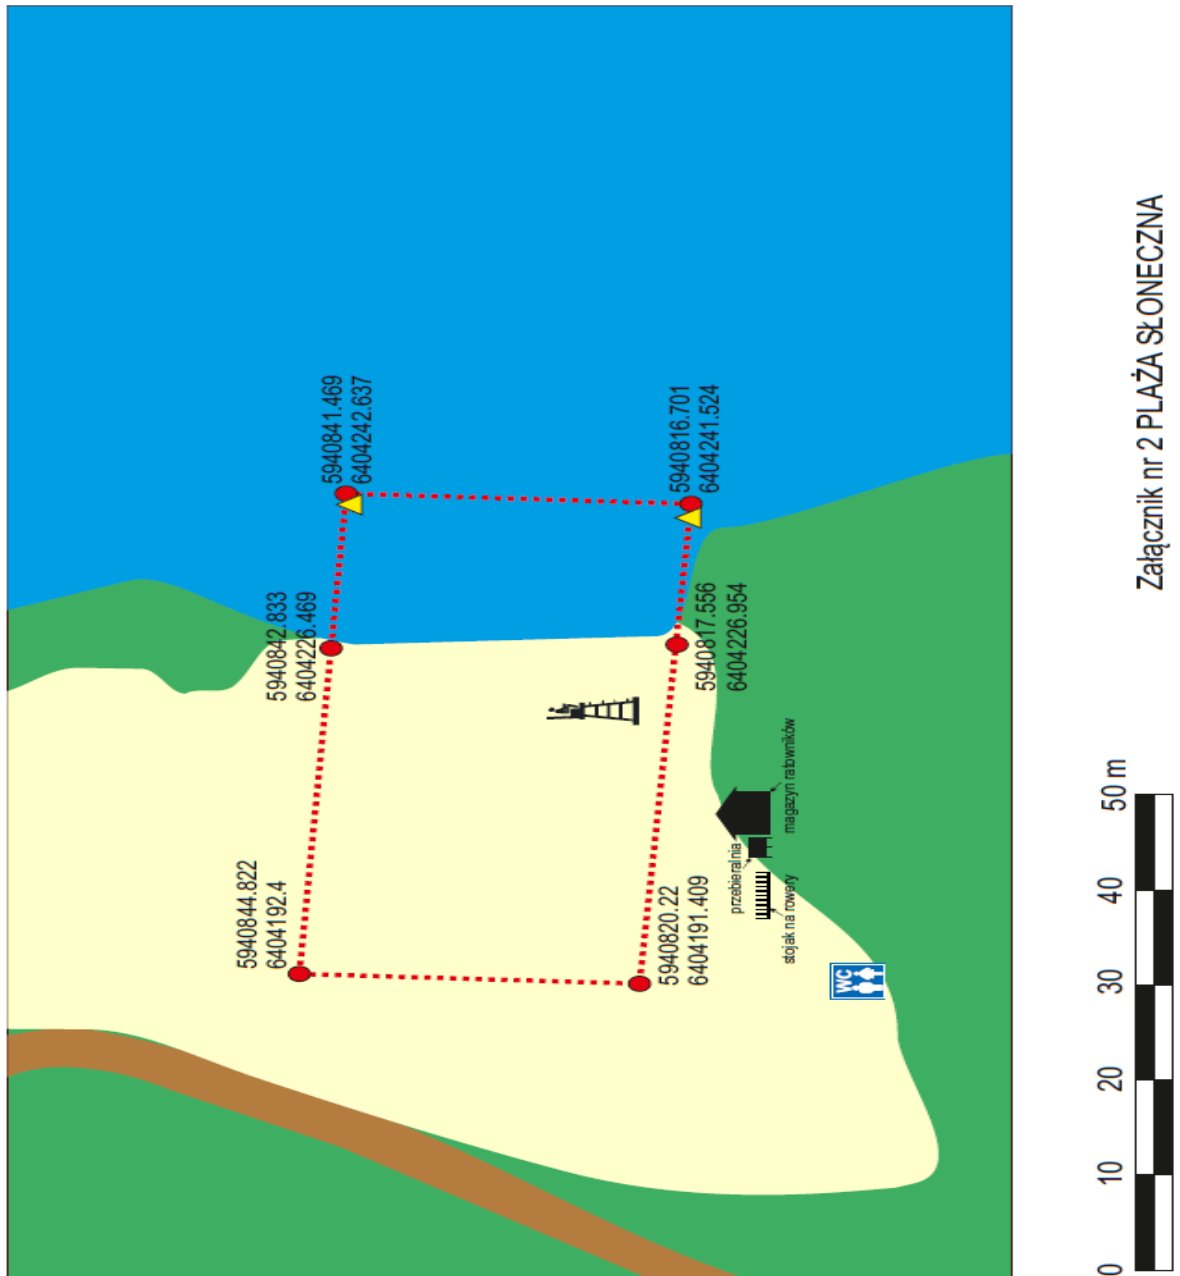 5940841.469
6404242.637
5940816.701
6404241.524
5940842.833
6404226.469
5940817.556
6404226.954
5940844.822
6404192.4
5940820.22
6404191.409
magazyn ratowników
przebieralnia
stojak na rowery
WC
0 10 20 30 40 50 m
Załącznik nr 2 PLAŻA SŁONECZNA